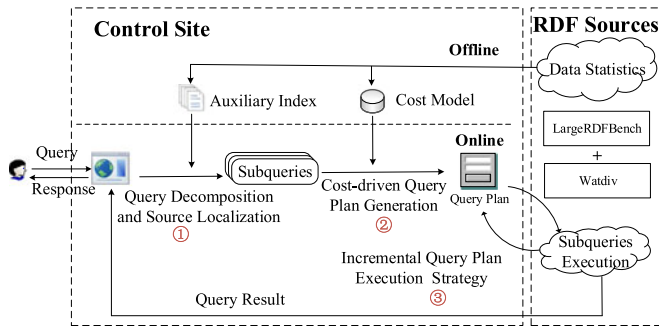 Control Site
RDF Sources
Offline
Data Statistics
Auxiliary Index
Cost Model
LargeRDFBench
+
Watdiv
Online
Query
Response
Subqueries
Query Decomposition
and Source Localization
①
Cost-driven Query
Plan Generation
②
Query Plan
Subqueries
Execution
Incremental Query Plan
Execution Strategy
③
Query Result